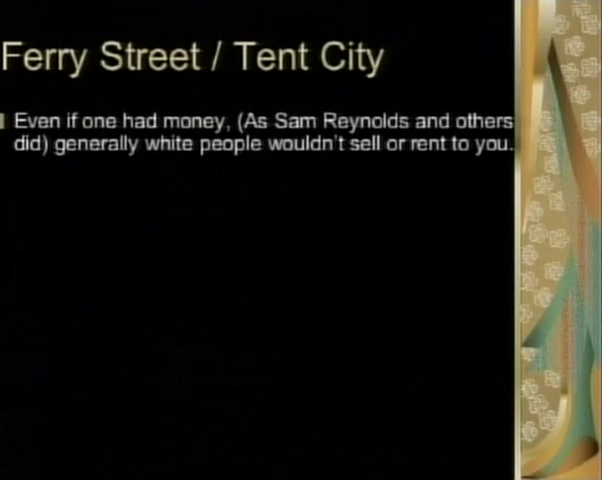 Ferry Street / Tent City
Even if one had money, (As Sam Reynolds and others
did) generally white people wouldn't sell or rent to you.